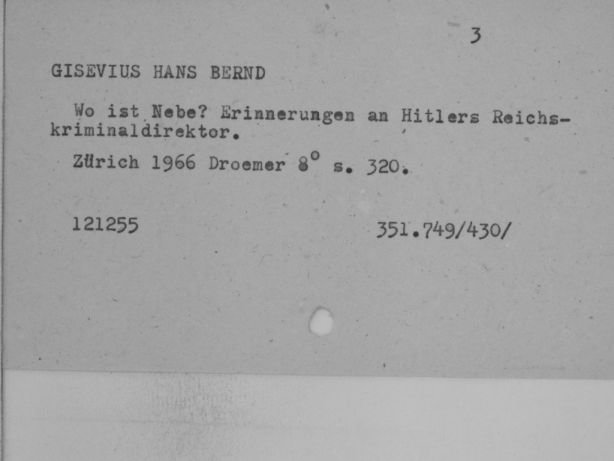 3
GISEVIUS HANS BERND
Wo ist Nebe? Erinnerungen an Hitlers Reichs-
kriminaldirektor.
Zürich 1966 Droemer 8° s. 320.
121255 351.749/430/